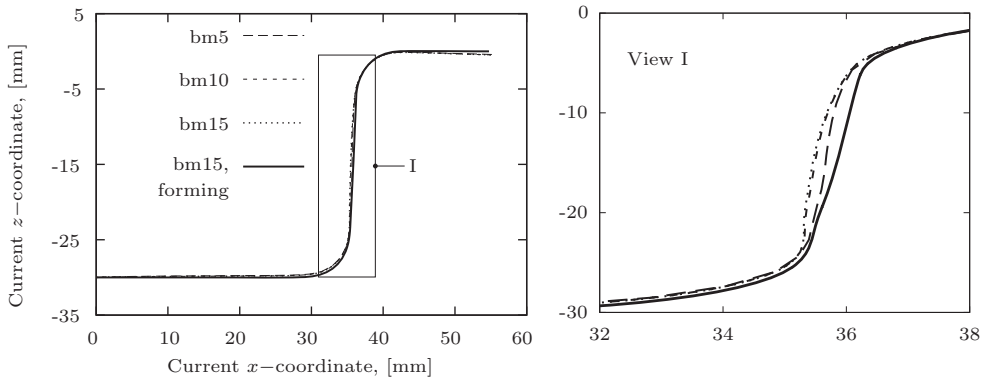 5
-5
-15
-25
-35
0
10
20
30
40
50
60
Current z−coordinate, [mm]
Current x−coordinate, [mm]
bm5
bm10
bm15
bm15,
forming
I
View I
0
-10
-20
-30
32
34
36
38